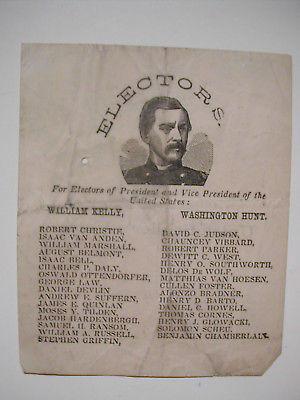 ELECTORS.
For Electors of President and Vice President of the
United States:
WILLIAM KELLY,
WASHINGTON HUNT.
ROBERT CHRISTIE,
ISAAC VAN ANDEN,
WILLIAM MARSHALL,
AUGUST BELMONT,
ISAAC BELL,
CHARLES P. DALY,
OSWALD OTTENDORFER,
GEORGE LAW,
DANIEL DEVLIN
ANDREW E. SUFFERN,
JAMES E. QUINLAN
MOSES Y. TILDEN,
JACOB HARDENBERGH,
SAMUEL H. RANSOM,
WILLIAM A. RUSSELL,
STEPHEN GRIFFIN,
DAVID C. JUDSON,
CHAUNCEY VIBBARD,
ROBERT PARKER,
DEWITT C. WEST,
HENRY O. SOUTHWORTH,
DELOS DE WOLF,
MATTHIAS VAN HOESEN,
CULLEN FOSTER,
ALONZO BRADNER,
HENRY D. BARTO,
DANIEL C. HOWELL,
THOMAS CORNES,
HENRY J. GLOWACKI,
SOLOMON SCHEU,
BENJAMIN CHAMBERLAIN.